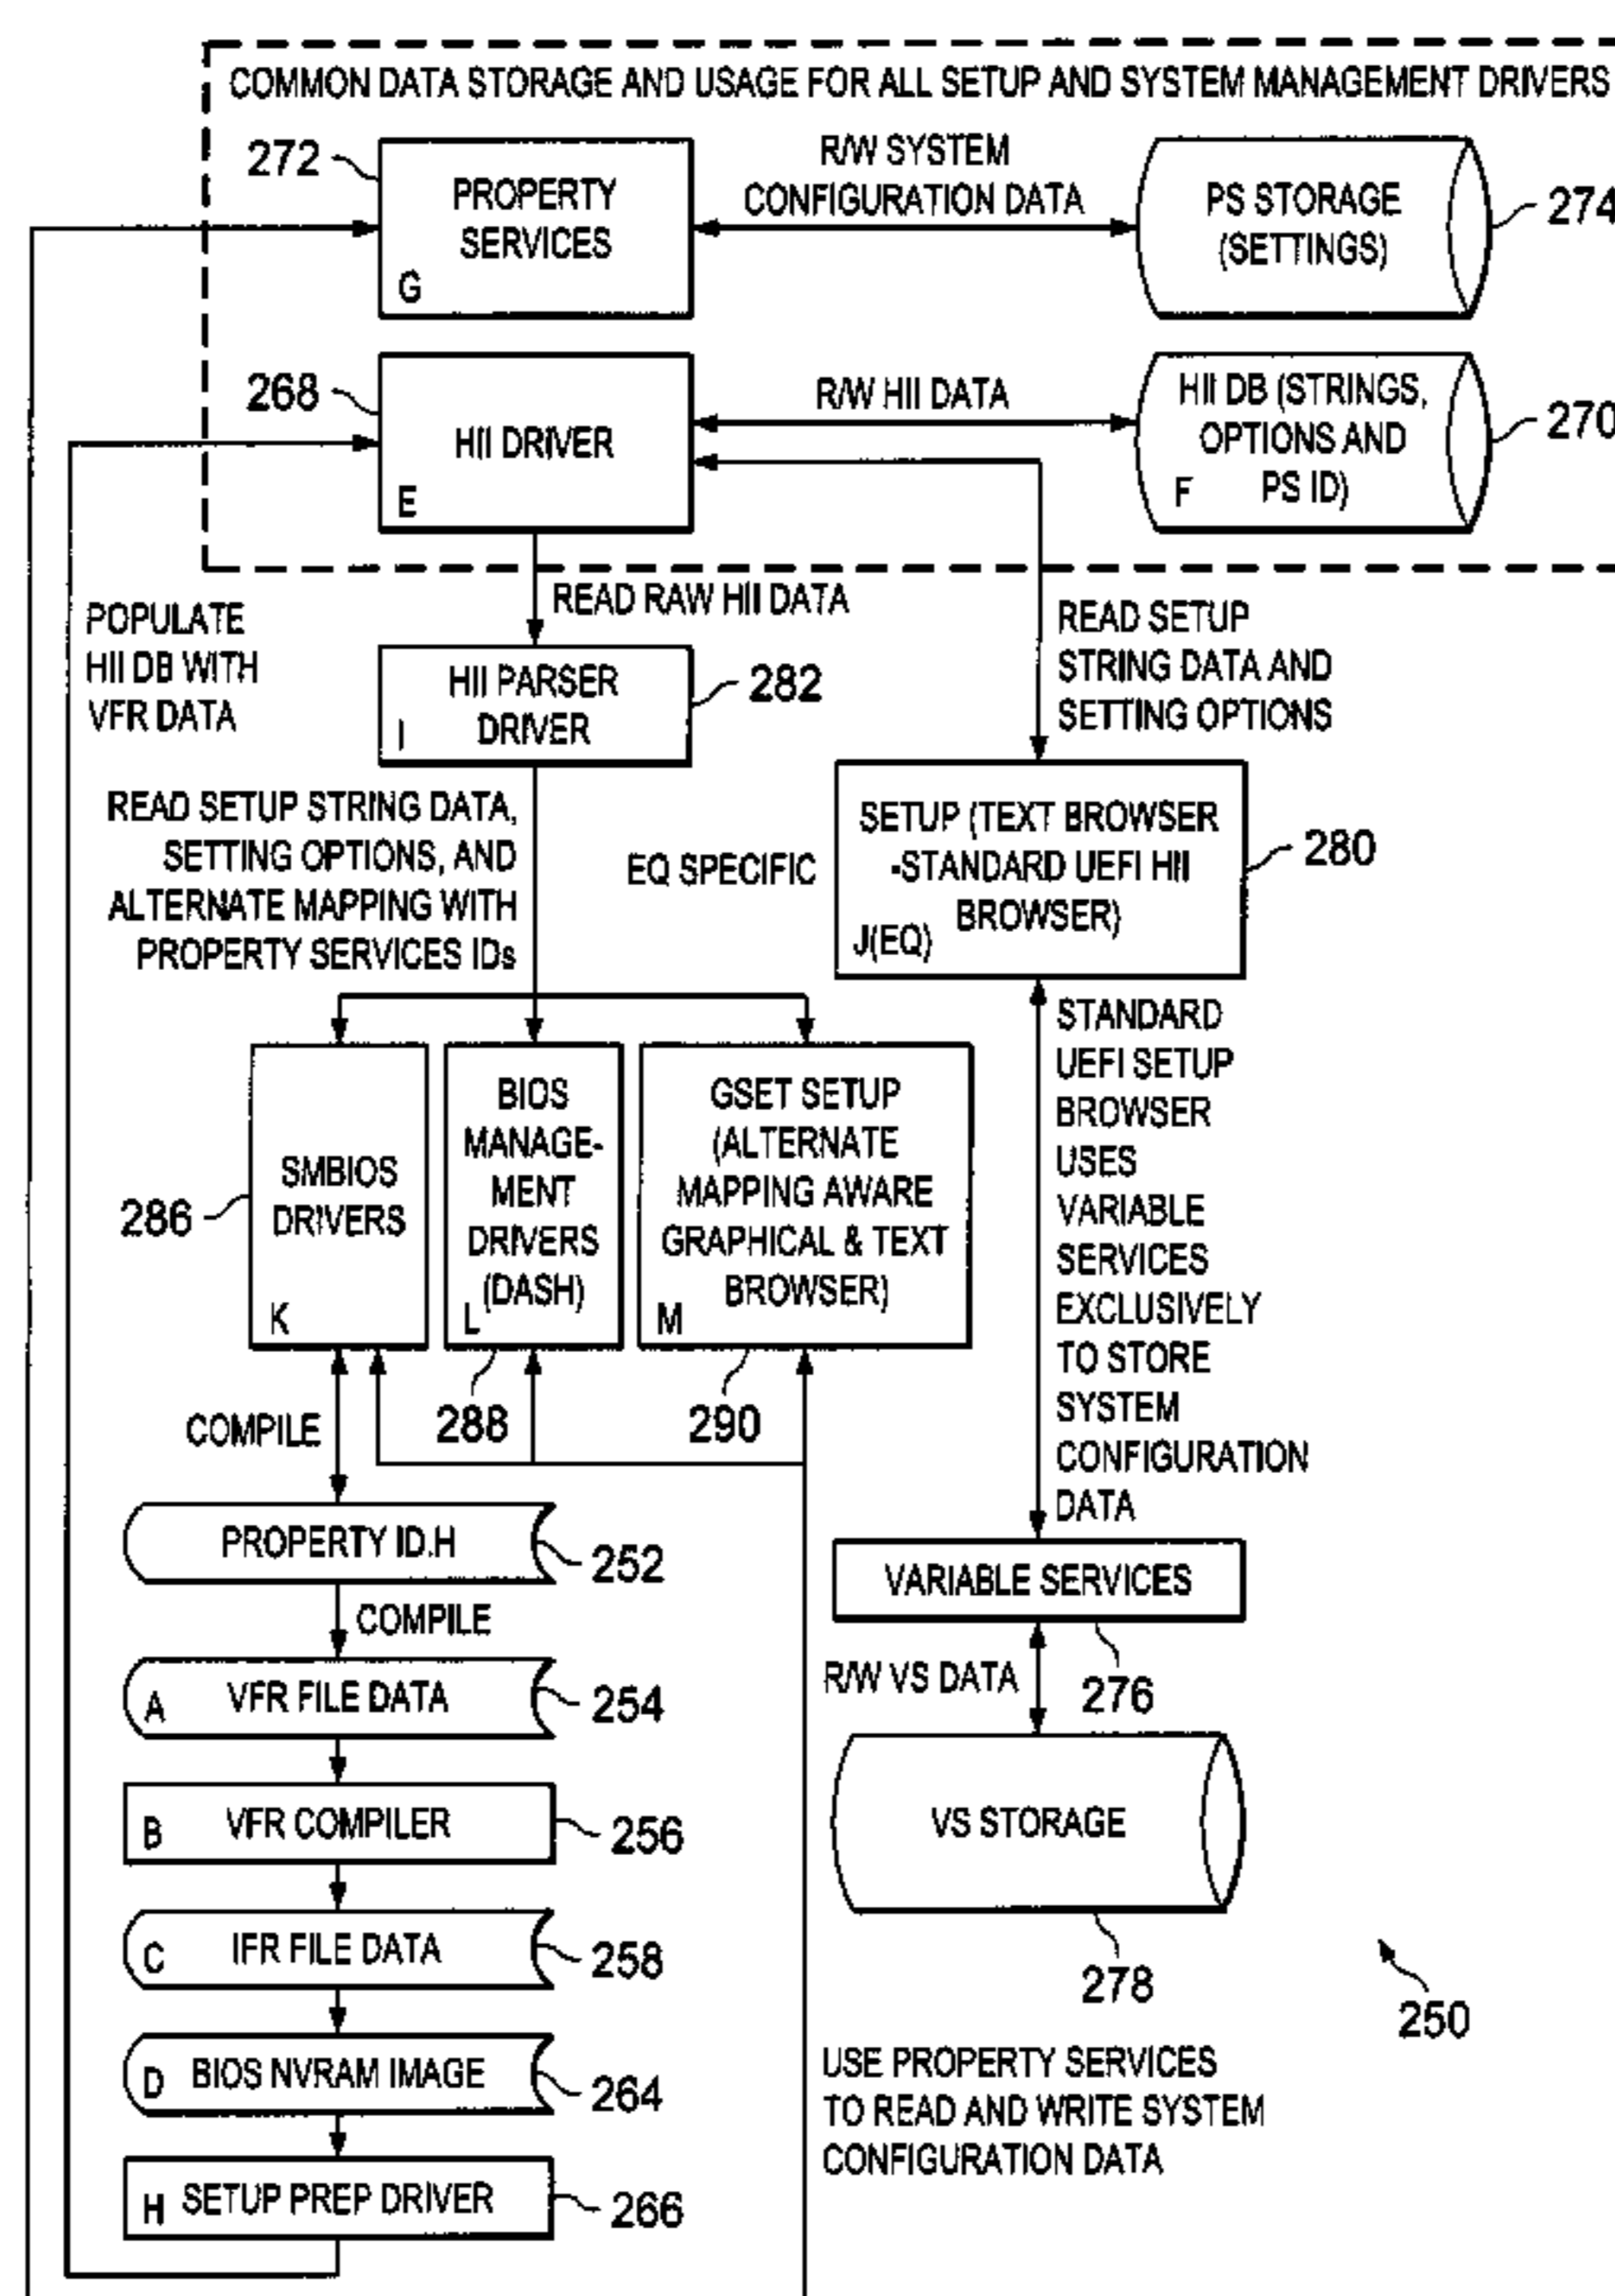 COMMON DATA STORAGE AND USAGE FOR ALL SETUP AND SYSTEM MANAGEMENT DRIVERS
272
PROPERTY
SERVICES
G
R/W SYSTEM
CONFIGURATION DATA
PS STORAGE
(SETTINGS)
274
268
HII DRIVER
E
R/W HII DATA
HII DB (STRINGS,
OPTIONS AND
F PS ID)
270
POPULATE
HII DB WITH
VFR DATA
READ RAW HII DATA
HII PARSER
I DRIVER
282
READ SETUP
STRING DATA AND
SETTING OPTIONS
READ SETUP STRING DATA,
SETTING OPTIONS, AND
ALTERNATE MAPPING WITH
PROPERTY SERVICES IDs
EQ SPECIFIC
SETUP (TEXT BROWSER
-STANDARD UEFI HII
BROWSER)
J(EQ)
280
SMBIOS
DRIVERS
K
286
BIOS
MANAGE-
MENT
DRIVERS
(DASH)
L
288
GSET SETUP
(ALTERNATE
MAPPING AWARE
GRAPHICAL & TEXT
BROWSER)
M
290
STANDARD
UEFI SETUP
BROWSER
USES
VARIABLE
SERVICES
EXCLUSIVELY
TO STORE
SYSTEM
CONFIGURATION
DATA
COMPILE
PROPERTY ID.H
252
COMPILE
A VFR FILE DATA
254
B VFR COMPILER
256
C IFR FILE DATA
258
D BIOS NVRAM IMAGE
264
H SETUP PREP DRIVER
266
VARIABLE SERVICES
276
R/W VS DATA
VS STORAGE
278
250
USE PROPERTY SERVICES
TO READ AND WRITE SYSTEM
CONFIGURATION DATA